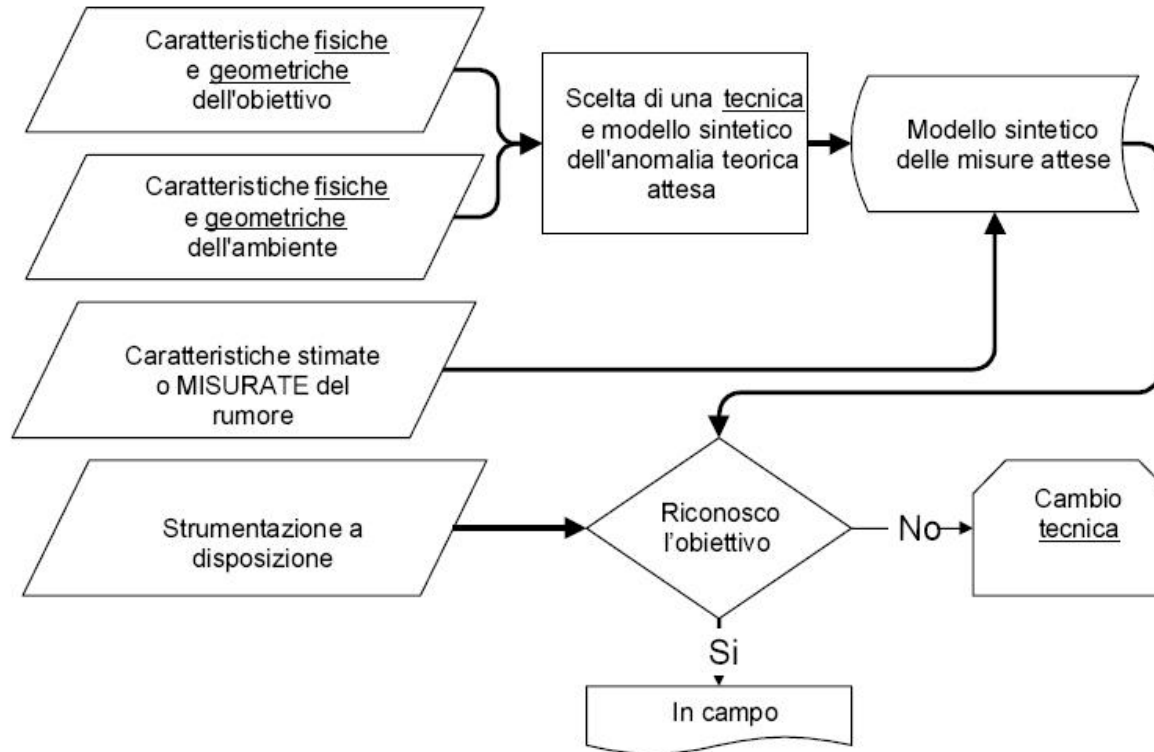 Caratteristiche fisiche
e geometriche
dell'obiettivo
Scelta di una tecnica
e modello sintetico
dell'anomalia teorica
attesa
Modello sintetico
delle misure attese
Caratteristiche fisiche
e geometriche
dell'ambiente
Caratteristiche stimate
o MISURATE del
rumore
Strumentazione a
disposizione
Riconosco
l'obiettivo
No
Cambio
tecnica
Si
In campo